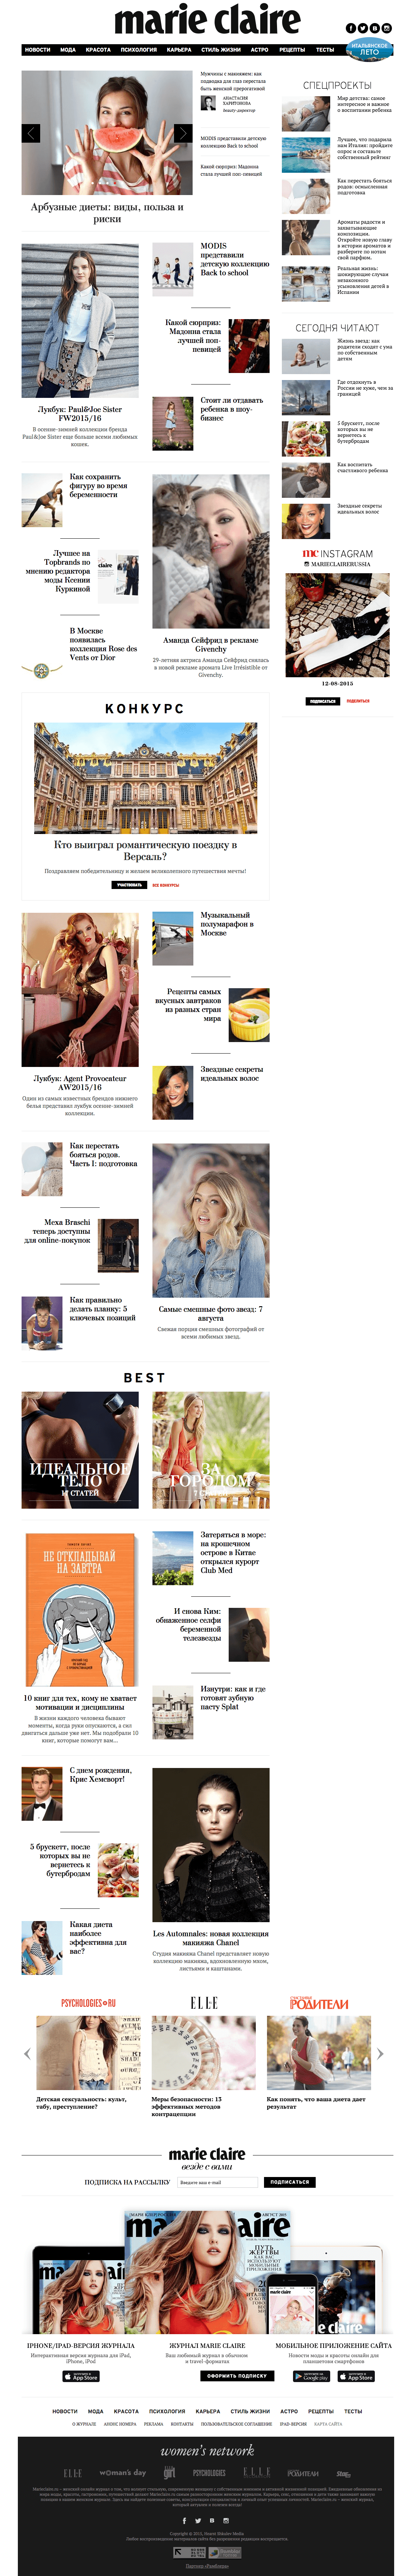 marie claire
НОВОСТИ МОДА КРАСОТА ПСИХОЛОГИЯ КАРЬЕРА СТИЛЬ ЖИЗНИ АСТРО РЕЦЕПТЫ ТЕСТЫ
ИТАЛЬЯНСКОЕ
ЛЕТО
Арбузные диеты: виды, польза и
риски
Мужчины с макияжем: как
подводка для глаз перестала
быть женской прерогативой
АНАСТАСИЯ
ХАРИТОНОВА
beauty-директор
MODIS представили детскую
коллекцию Back to school
Какой сюрприз: Мадонна
стала лучшей поп-певицей
Лукбук: Paul&Joe Sister
FW2015/16
В осенне-зимней коллекции бренда
Paul&Joe Sister еще больше всеми любимых
кошек.
MODIS
представили
детскую коллекцию
Back to school
Какой сюрприз:
Мадонна стала
лучшей поп-
певицей
Стоит ли отдавать
ребенка в шоу-
бизнес
Как сохранить
фигуру во время
беременности
Лучшее на
Topbrands по
мнению редактора
моды Ксении
Куркиной
В Москве
появилась
коллекция Rose des
Vents от Dior
Аманда Сейфрид в рекламе
Givenchy
29-летняя актриса Аманда Сейфрид снялась
в новой рекламе аромата Live Irrésistible от
Givenchy.
КОНКУРС
Кто выиграл романтическую поездку в
Версаль?
Поздравляем победительницу и желаем великолепного путешествия мечты!
УЧАСТВОВАТЬ ВСЕ КОНКУРСЫ
Лукбук: Agent Provocateur
AW2015/16
Один из самых известных брендов нижнего
белья представил лукбук осенне-зимней
коллекции.
Музыкальный
полумарафон в
Москве
Рецепты самых
вкусных завтраков
из разных стран
мира
Звездные секреты
идеальных волос
Как перестать
бояться родов.
Часть I: подготовка
Меха Braschi
теперь доступны
для online-покупок
Как правильно
делать планку: 5
ключевых позиций
Самые смешные фото звезд: 7
августа
Свежая порция смешных фотографий от
всеми любимых звезд.
BEST
ИДЕАЛЬНОЕ
ТЕЛО
17 СТАТЕЙ
ЗА
ГОРОДОМ
7 СТАТЕЙ
НЕ ОТКЛАДЫВАЙ
НА ЗАВТРА
10 книг для тех, кому не хватает
мотивации и дисциплины
В жизни каждого человека бывают
моменты, когда руки опускаются, а сил
двигаться дальше уже нет. Мы подобрали 10
книг, которые помогут вам...
Затеряться в море:
на крошечном
острове в Китае
открылся курорт
Club Med
И снова Ким:
обнаженное селфи
беременной
телезвезды
Изнутри: как и где
готовят зубную
пасту Splat
С днем рождения,
Крис Хемсворт!
5 брускетт, после
которых вы не
вернетесь к
бутербродам
Какая диета
наиболее
эффективна для
вас?
Les Automnales: новая коллекция
макияжа Chanel
Студия макияжа Chanel представляет новую
коллекцию макияжа, вдохновленную мхом,
листьями и каштанами.
СПЕЦПРОЕКТЫ
Мир детства: самое
интересное и важное
о воспитании ребенка
Лучшее, что подарила
нам Италия: пройдите
опрос и составьте
собственный рейтинг
Как перестать бояться
родов: осмысленная
подготовка
Ароматы радости и
захватывающие
композиции.
Откройте новую главу
в истории ароматов и
разберите по нотам
свой парфюм.
Реальная жизнь:
шокирующие случаи
незаконного
усыновления детей в
Испании
СЕГОДНЯ ЧИТАЮТ
Жизнь звезд: как
родители сходят с ума
по собственным
детям
Где отдохнуть в
России не хуже, чем за
границей
5 брускетт, после
которых вы не
вернетесь к
бутербродам
Как воспитать
счастливого ребенка
Звездные секреты
идеальных волос
mc INSTAGRAM
MARIECLAIRERUSSIA
12-08-2015
ПОДПИСАТЬСЯ ПОДЕЛИТЬСЯ
PSYCHOLOGIES.RU
ELLE
СЧАСТЛИВЫЕ РОДИТЕЛИ
Детская сексуальность: культ,
табу, преступление?
Меры безопасности: 13
эффективных методов
контрацепции
Как понять, что ваша диета дает
результат
marie claire
везде с вами
ПОДПИСКА НА РАССЫЛКУ Введите ваш e-mail ПОДПИСАТЬСЯ
IPHONE/IPAD-ВЕРСИЯ ЖУРНАЛА
Интерактивная версия журнала для iPad,
iPhone, iPod
App Store
ЖУРНАЛ MARIE CLAIRE
Ваш любимый журнал в обычном
и travel-форматах
ОФОРМИТЬ ПОДПИСКУ
МОБИЛЬНОЕ ПРИЛОЖЕНИЕ САЙТА
Новости моды и красоты онлайн для
планшетов смартфонов
Google play App Store
НОВОСТИ МОДА КРАСОТА ПСИХОЛОГИЯ КАРЬЕРА СТИЛЬ ЖИЗНИ АСТРО РЕЦЕПТЫ ТЕСТЫ
О ЖУРНАЛЕ АНОНС НОМЕРА РЕКЛАМА КОНТАКТЫ ПОЛЬЗОВАТЕЛЬСКОЕ СОГЛАШЕНИЕ IPAD-ВЕРСИЯ КАРТА САЙТА
women's network
ELLE woman's day PSYCHOLOGIES ELLE РОДИТЕЛИ